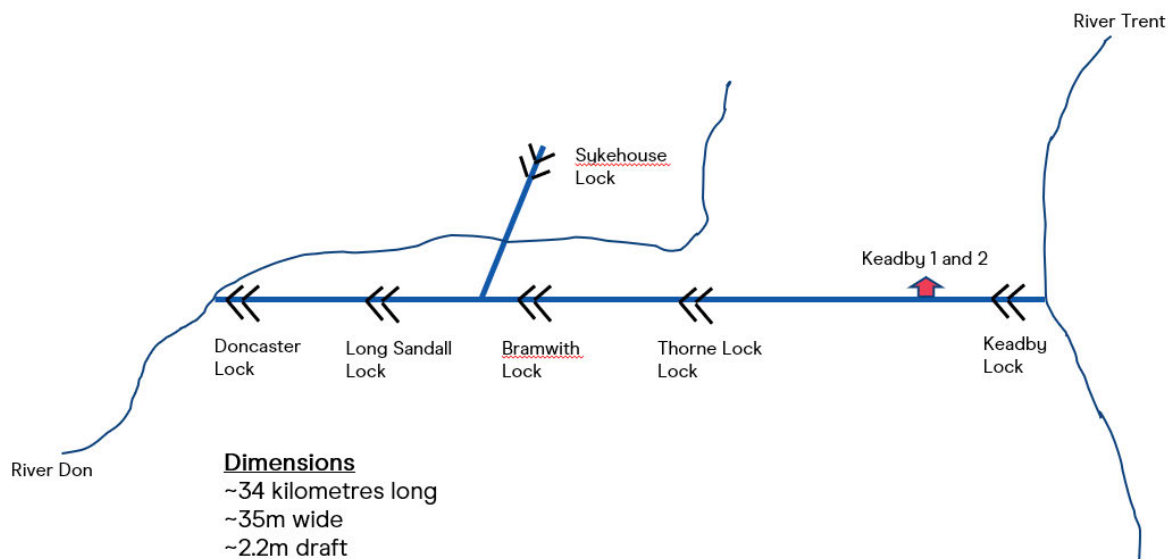 River Trent
Sykehouse
Lock
Keadby 1 and 2
Doncaster
Lock
Long Sandall
Lock
Bramwith
Lock
Thorne Lock
Lock
Keadby
Lock
River Don
Dimensions
~34 kilometres long
~35m wide
~2.2m draft